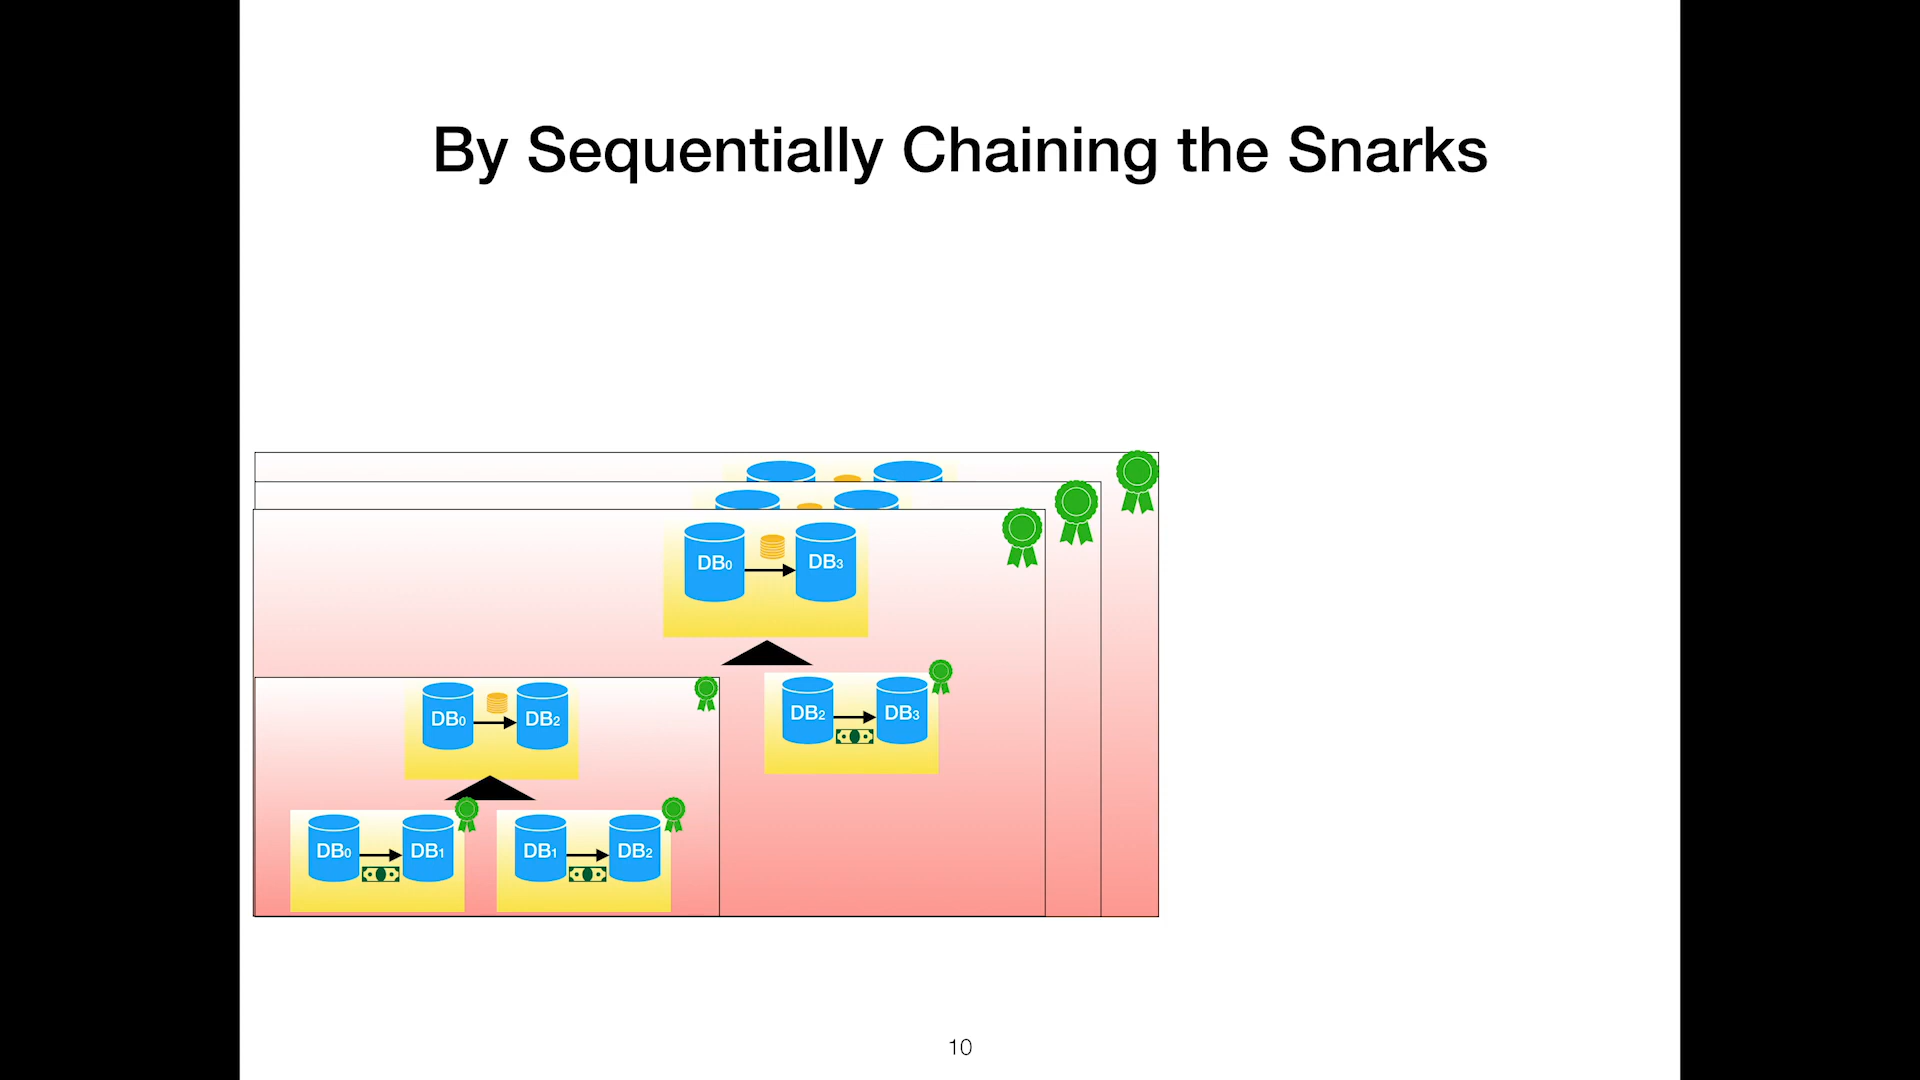 By Sequentially Chaining the Snarks
DB₀ DB₃
DB₀ DB₂
DB₂ DB₃
DB₀ DB₁
DB₁ DB₂
10